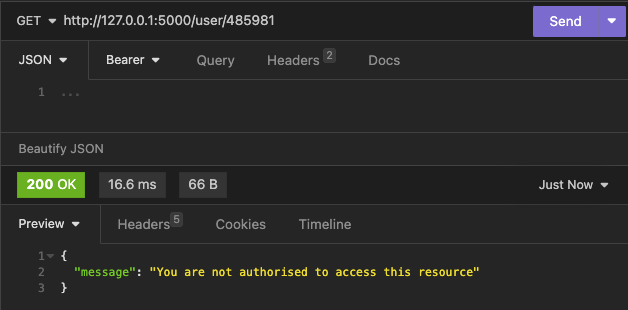 GET http://127.0.0.1:5000/user/485981 Send
JSON Bearer Query Headers 2 Docs
1 ...
Beautify JSON
200 OK 16.6 ms 66 B Just Now
Preview Headers 5 Cookies Timeline
1 {
2 "message": "You are not authorised to access this resource"
3 }